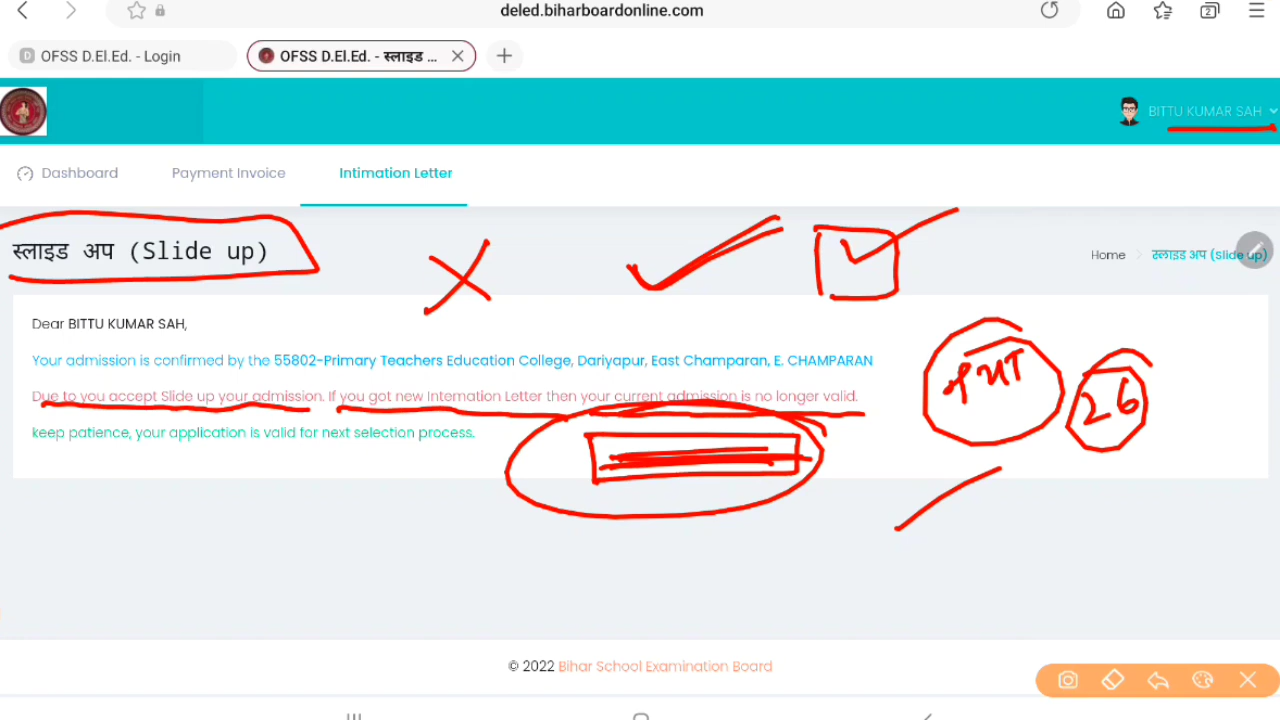 deled.biharboardonline.com
2
D OFSS D.El.Ed. - Login
OFSS D.El.Ed. - स्लाइड ...
BITTU KUMAR SAH
Dashboard Payment Invoice Intimation Letter
स्लाइड अप (Slide up)
Home स्लाइड अप (Slide up)
Dear BITTU KUMAR SAH,
Your admission is confirmed by the 55802-Primary Teachers Education College, Dariyapur, East Champaran, E. CHAMPARAN
Due to you accept Slide up your admission. If you got new Internation Letter then your current admission is no longer valid.
keep patience, your application is valid for next selection process.
26
© 2022 Bihar School Examination Board